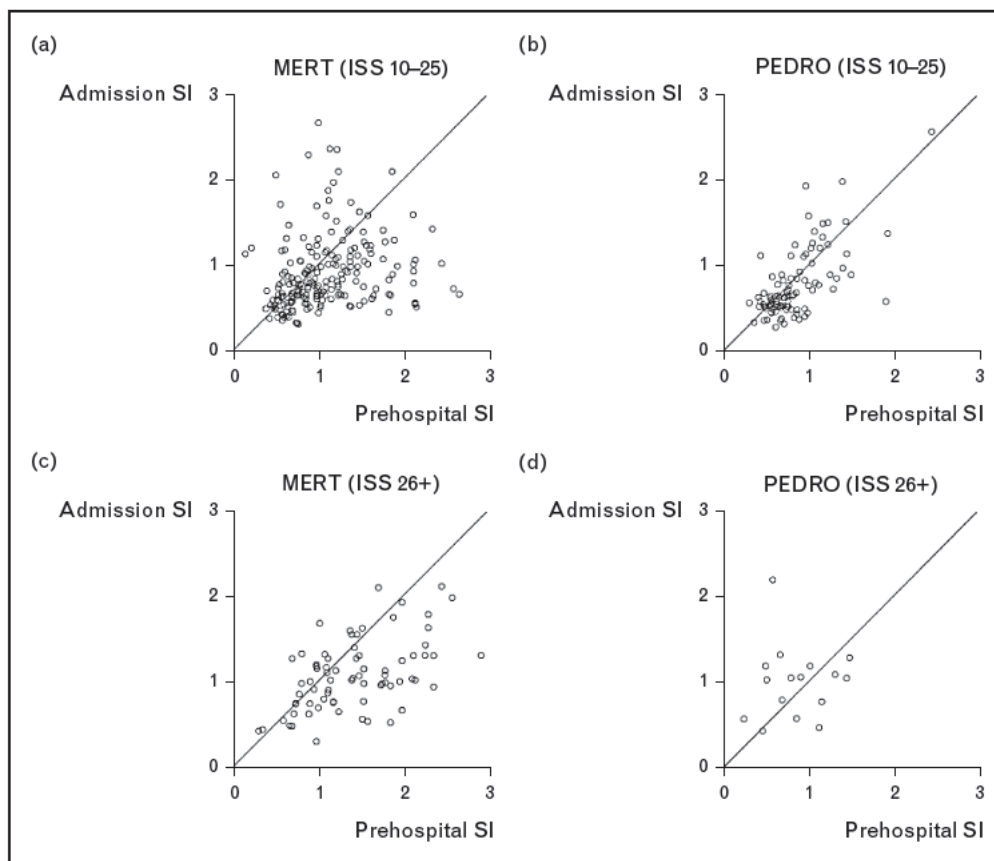 (a)
MERT (ISS 10–25)
Admission SI
3
2
1
0
0 1 2 3
Prehospital SI
(b)
PEDRO (ISS 10–25)
Admission SI
3
2
1
0
0 1 2 3
Prehospital SI
(c)
MERT (ISS 26+)
Admission SI
3
2
1
0
0 1 2 3
Prehospital SI
(d)
PEDRO (ISS 26+)
Admission SI
3
2
1
0
0 1 2 3
Prehospital SI